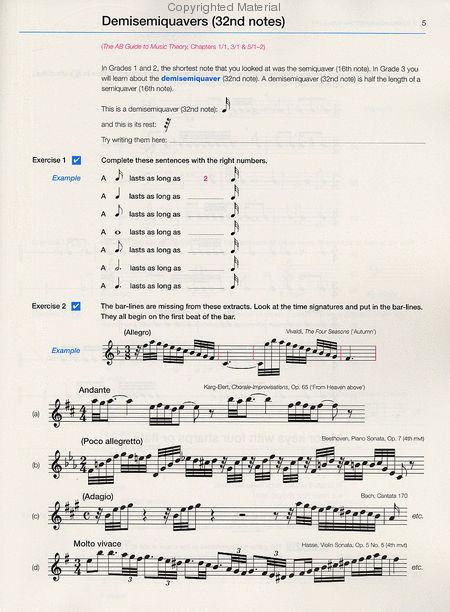 Copyrighted Material
Demisemiquavers (32nd notes)
5
(The AB Guide to Music Theory, Chapters 1/1, 3/1 & 5/1–2)
In Grades 1 and 2, the shortest note that you looked at was the semiquaver (16th note). In Grade 3 you
will learn about the demisemiquaver (32nd note). A demisemiquaver (32nd note) is half the length of a
semiquaver (16th note).
This is a demisemiquaver (32nd note):
and this is its rest:
Try writing them here:
Exercise 1 Complete these sentences with the right numbers.
Example A lasts as long as 2
A lasts as long as
A lasts as long as
A lasts as long as
A lasts as long as
A lasts as long as
A lasts as long as
Exercise 2 The bar-lines are missing from these extracts. Look at the time signatures and put in the bar-lines.
They all begin on the first beat of the bar.
(Allegro) Vivaldi, The Four Seasons ('Autumn')
Example
Andante Karg-Elert, Chorale-Improvisations, Op. 65 ('From Heaven above')
(a)
(Poco allegretto) Beethoven, Piano Sonata, Op. 7 (4th mvt)
(b) etc.
(Adagio) Bach, Cantata 170
(c) etc.
Molto vivace Hasse, Violin Sonata, Op. 5 No. 5 (4th mvt)
(d) etc.